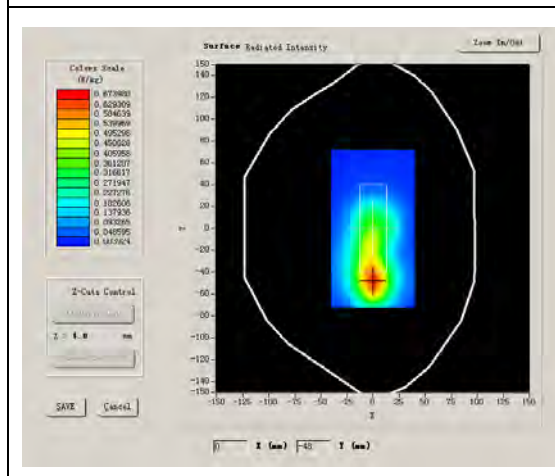 Surface Radiated Intensity
Zoom In/Out
Colors Scale
(W/kg)
0.673980
0.629309
0.584639
0.539969
0.495298
0.450628
0.405958
0.361287
0.316617
0.271947
0.227276
0.182606
0.137936
0.093265
0.048595
150
140
120
100
80
60
40
20
0
-20
-40
-60
-80
-100
-120
-140
-150
Y
-150 -125 -100 -75 -50 -25 0 25 50 75 100 125 150
X
Z-Cuts Control
Z = 4.0 mm
SAVE
Cancel
0 X (mm) -48 Y (mm)